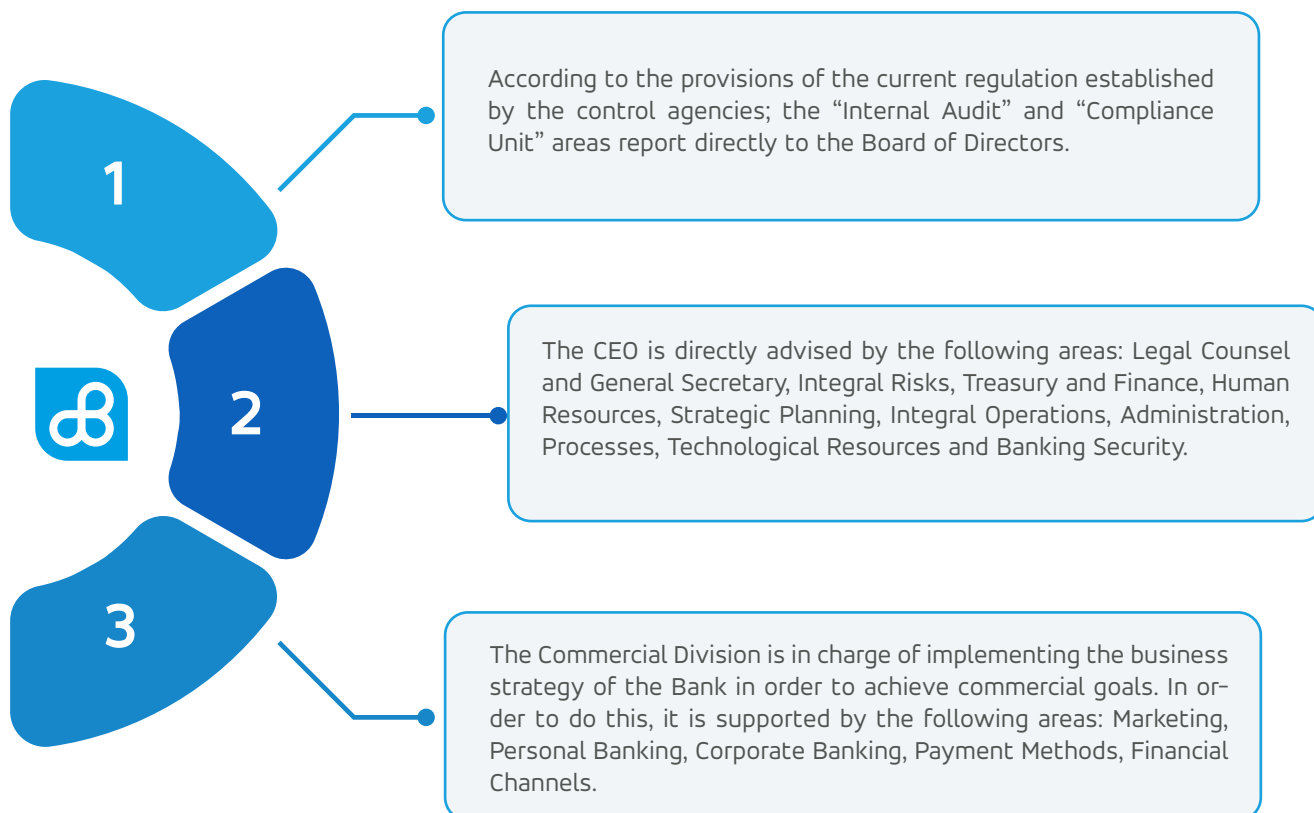 1
According to the provisions of the current regulation established
by the control agencies; the “Internal Audit” and “Compliance
Unit” areas report directly to the Board of Directors.
2
The CEO is directly advised by the following areas: Legal Counsel
and General Secretary, Integral Risks, Treasury and Finance, Human
Resources, Strategic Planning, Integral Operations, Administration,
Processes, Technological Resources and Banking Security.
3
The Commercial Division is in charge of implementing the business
strategy of the Bank in order to achieve commercial goals. In or-
der to do this, it is supported by the following areas: Marketing,
Personal Banking, Corporate Banking, Payment Methods, Financial
Channels.